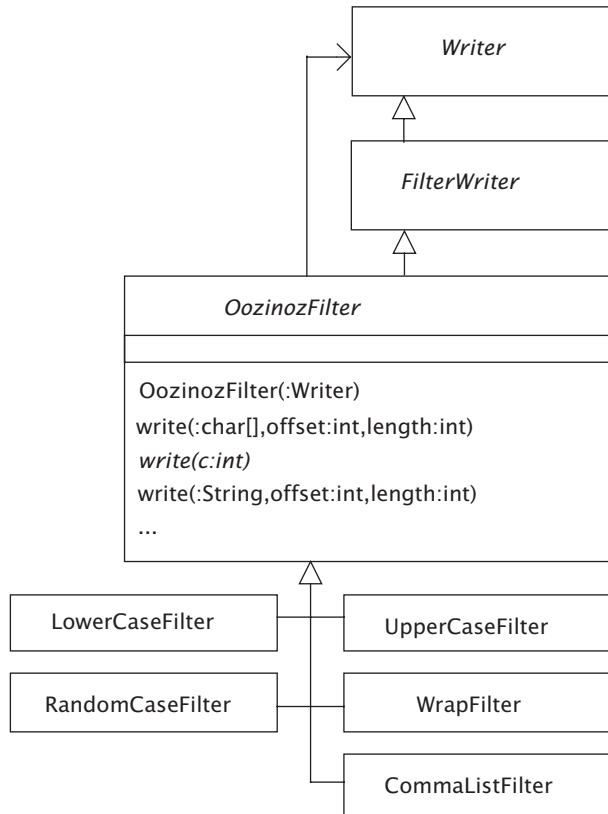 Writer
FilterWriter
OozinozFilter
OozinozFilter(:Writer)
write(:char[],offset:int,length:int)
write(c:int)
write(:String,offset:int,length:int)
...
LowerCaseFilter
UpperCaseFilter
RandomCaseFilter
WrapFilter
CommaListFilter